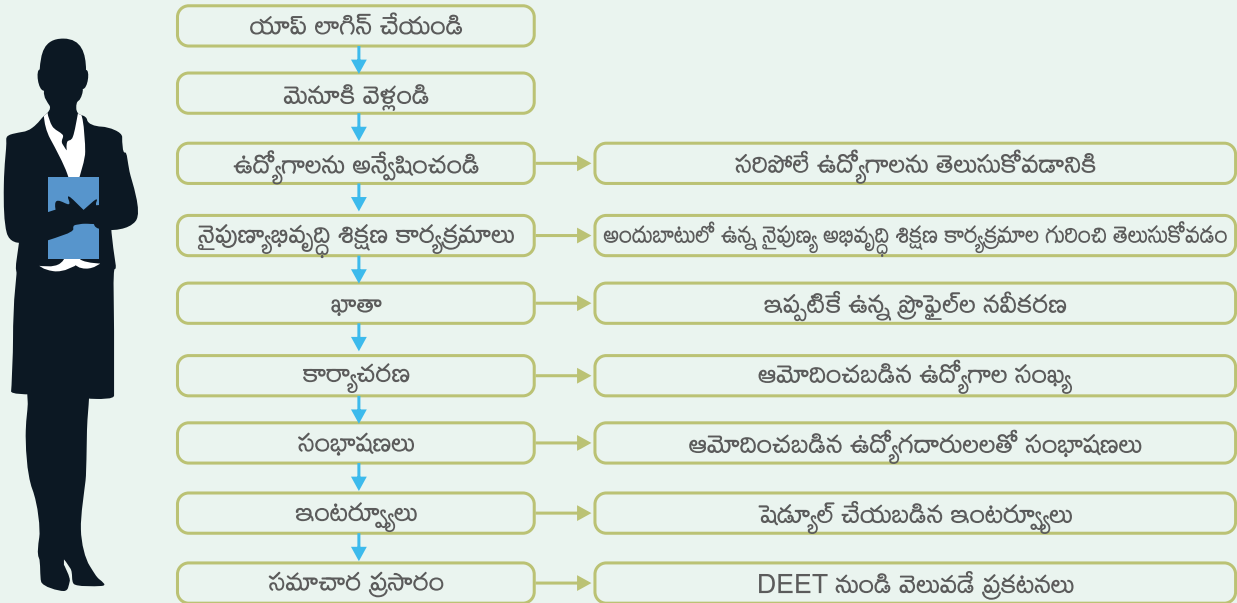 యాప్ లాగిన్ చేయండి
మెనూకి వెళ్లండి
ఉద్యోగాలను అన్వేషించండి
సరిపోలే ఉద్యోగాలను తెలుసుకోవడానికి
నైపుణ్యాభివృద్ధి శిక్షణ కార్యక్రమాలు
అందుబాటులో ఉన్న నైపుణ్య అభివృద్ధి శిక్షణ కార్యక్రమాల గురించి తెలుసుకోవడం
ఖాతా
ఇప్పటికే ఉన్న ప్రొఫైల్‌ల నవీకరణ
కార్యాచరణ
ఆమోదించబడిన ఉద్యోగాల సంఖ్య
సంభాషణలు
ఆమోదించబడిన ఉద్యోగదారులలతో సంభాషణలు
ఇంటర్వ్యూలు
షెడ్యూల్ చేయబడిన ఇంటర్వ్యూలు
సమాచార ప్రసారం
DEET నుండి వెలువడే ప్రకటనలు